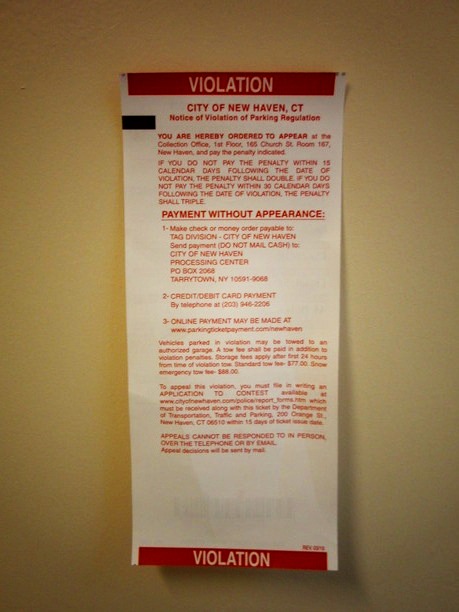 VIOLATION
CITY OF NEW HAVEN, CT
Notice of Violation of Parking Regulation
YOU ARE HEREBY ORDERED TO APPEAR at the
Collection Office, 1st Floor, 165 Church St. Room 167,
New Haven, and pay the penalty indicated.
IF YOU DO NOT PAY THE PENALTY WITHIN 15
CALENDAR DAYS FOLLOWING THE DATE OF
VIOLATION, THE PENALTY SHALL DOUBLE. IF YOU DO
NOT PAY THE PENALTY WITHIN 30 CALENDAR DAYS
FOLLOWING THE DATE OF VIOLATION, THE PENALTY
SHALL TRIPLE.
PAYMENT WITHOUT APPEARANCE:
1- Make check or money order payable to:
TAG DIVISION - CITY OF NEW HAVEN
Send payment (DO NOT MAIL CASH) to:
CITY OF NEW HAVEN
PROCESSING CENTER
PO BOX 2068
TARRYTOWN, NY 10591-9068
2- CREDIT/DEBIT CARD PAYMENT
By telephone at (203) 946-2206
3- ONLINE PAYMENT MAY BE MADE AT
www.parkingticketpayment.com/newhaven
Vehicles parked in violation may be towed to an
authorized garage. A tow fee shall be paid in addition to
violation penalties. Storage fees apply after first 24 hours
from time of violation tow. Standard tow fee- $77.00. Snow
emergency tow fee- $88.00.
To appeal this violation, you must file in writing an
APPLICATION TO CONTEST available at
www.cityofnewhaven.com/police/report_forms.htm which
must be received along with this ticket by the Department
of Transportation, Traffic and Parking, 200 Orange St.,
New Haven, CT 06510 within 15 days of ticket issue date.
APPEALS CANNOT BE RESPONDED TO IN PERSON,
OVER THE TELEPHONE OR BY EMAIL.
Appeal decisions will be sent by mail.
REV.
VIOLATION